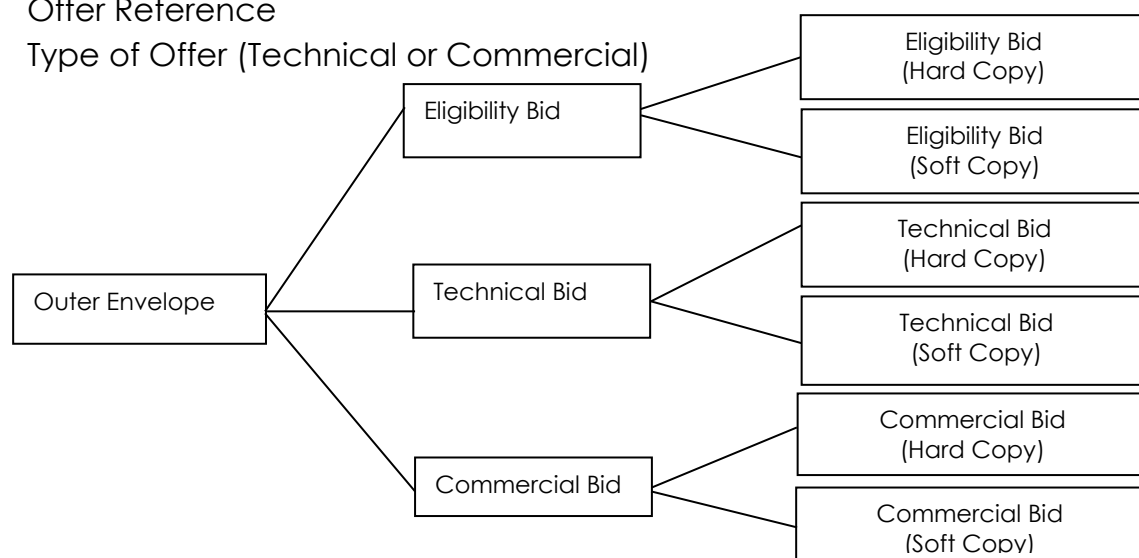 Offer Reference
Type of Offer (Technical or Commercial)
Eligibility Bid
(Hard Copy)
Eligibility Bid
Eligibility Bid
(Soft Copy)
Technical Bid
(Hard Copy)
Outer Envelope
Technical Bid
Technical Bid
(Soft Copy)
Commercial Bid
(Hard Copy)
Commercial Bid
Commercial Bid
(Soft Copy)